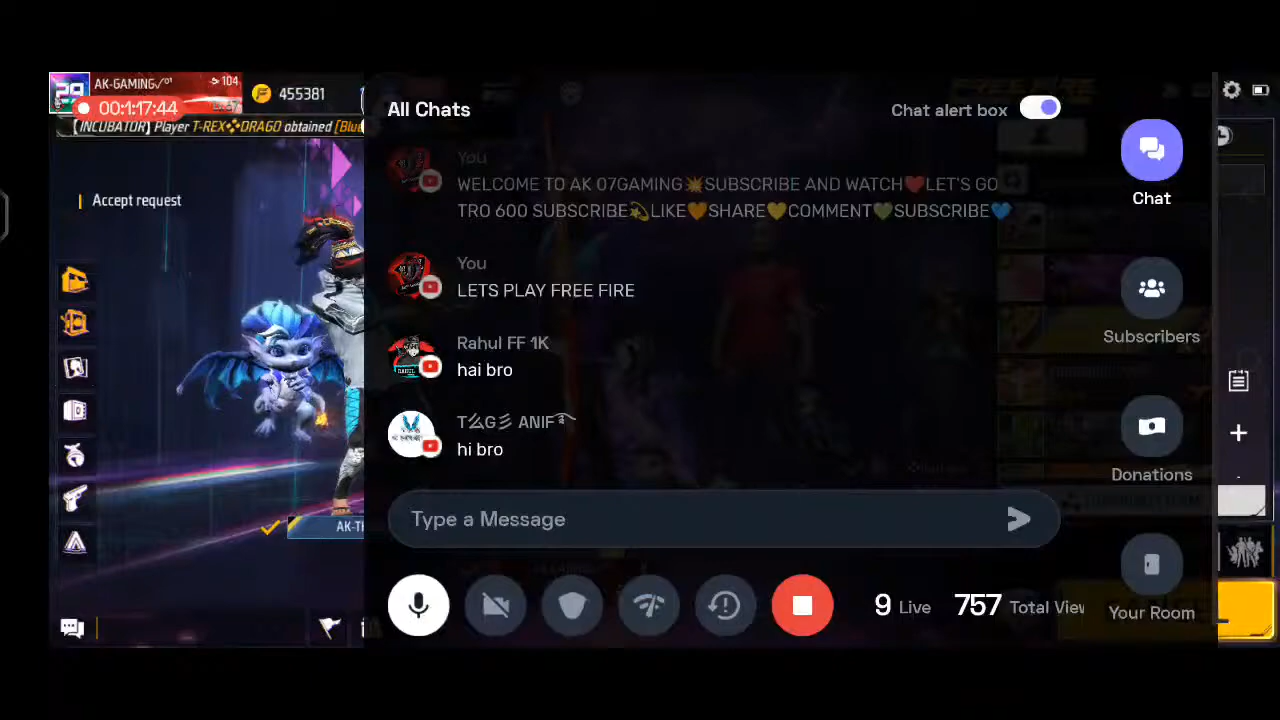 AK-GAMING✓⁰¹
104
00:1:17:44
455381
[INCUBATOR] Player T-REX❖DRAGO obtained [Blue
Accept request
All Chats
Chat alert box
You
WELCOME TO AK 07GAMING💥SUBSCRIBE AND WATCH❤️LET'S GO
TRO 600 SUBSCRIBE💫LIKE🧡SHARE💛COMMENT💚SUBSCRIBE💙
You
LETS PLAY FREE FIRE
Rahul FF 1K
hai bro
ANIF
hi bro
Type a Message
9 Live
757 Total Viev
Chat
Subscribers
Donations
Your Room